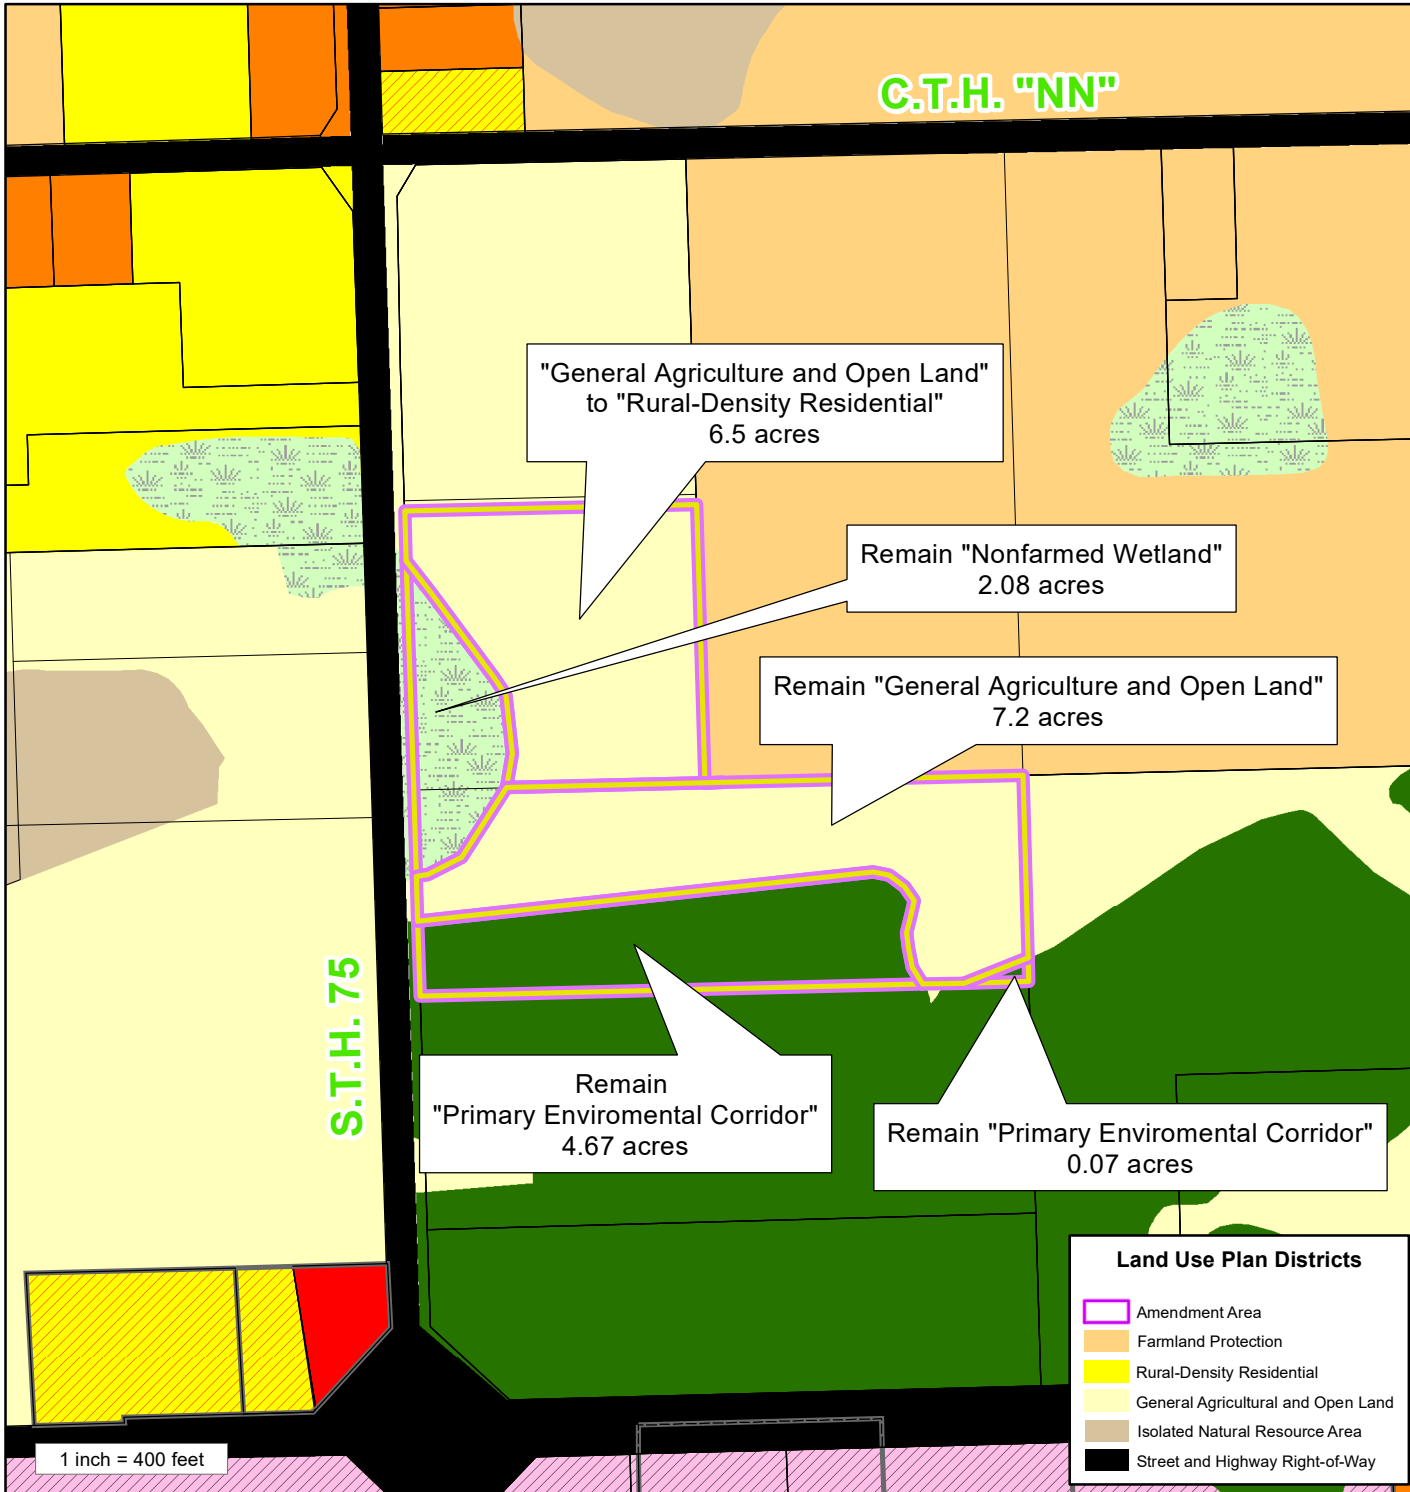 C.T.H. "NN"
"General Agriculture and Open Land"
to "Rural-Density Residential"
6.5 acres
Remain "Nonfarmed Wetland"
2.08 acres
Remain "General Agriculture and Open Land"
7.2 acres
S.T.H. 75
Remain
"Primary Enviromental Corridor"
4.67 acres
Remain "Primary Enviromental Corridor"
0.07 acres
Land Use Plan Districts
Amendment Area
Farmland Protection
Rural-Density Residential
General Agricultural and Open Land
Isolated Natural Resource Area
Street and Highway Right-of-Way
1 inch = 400 feet